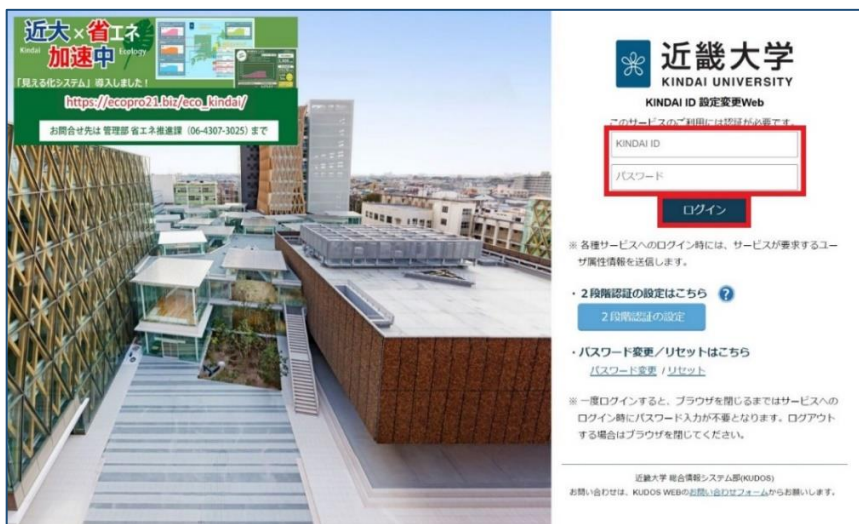 近大×省エネ
Kindai
加速中
Ecology
「見える化システム」導入しました！
https://ecopro21.biz/eco_kindai/
お問合せ先は 管理部 省エネ推進課（06-4307-3025）まで
近畿大学
KINDAI UNIVERSITY
KINDAI ID 設定変更Web
このサービスのご利用には認証が必要です。
KINDAI ID
パスワード
ログイン
※ 各種サービスへのログイン時には、サービスが要求するユー
ザ属性情報を送信します。
・２段階認証の設定はこちら ?
２段階認証の設定
・パスワード変更／リセットはこちら
パスワード変更 / リセット
※ 一度ログインすると、ブラウザを閉じるまではサービスへの
ログイン時にパスワード入力が不要となります。ログアウト
する場合はブラウザを閉じてください。
近畿大学 総合情報システム部(KUDOS)
お問い合わせは、KUDOS WEBのお問い合わせフォームからお願いします。